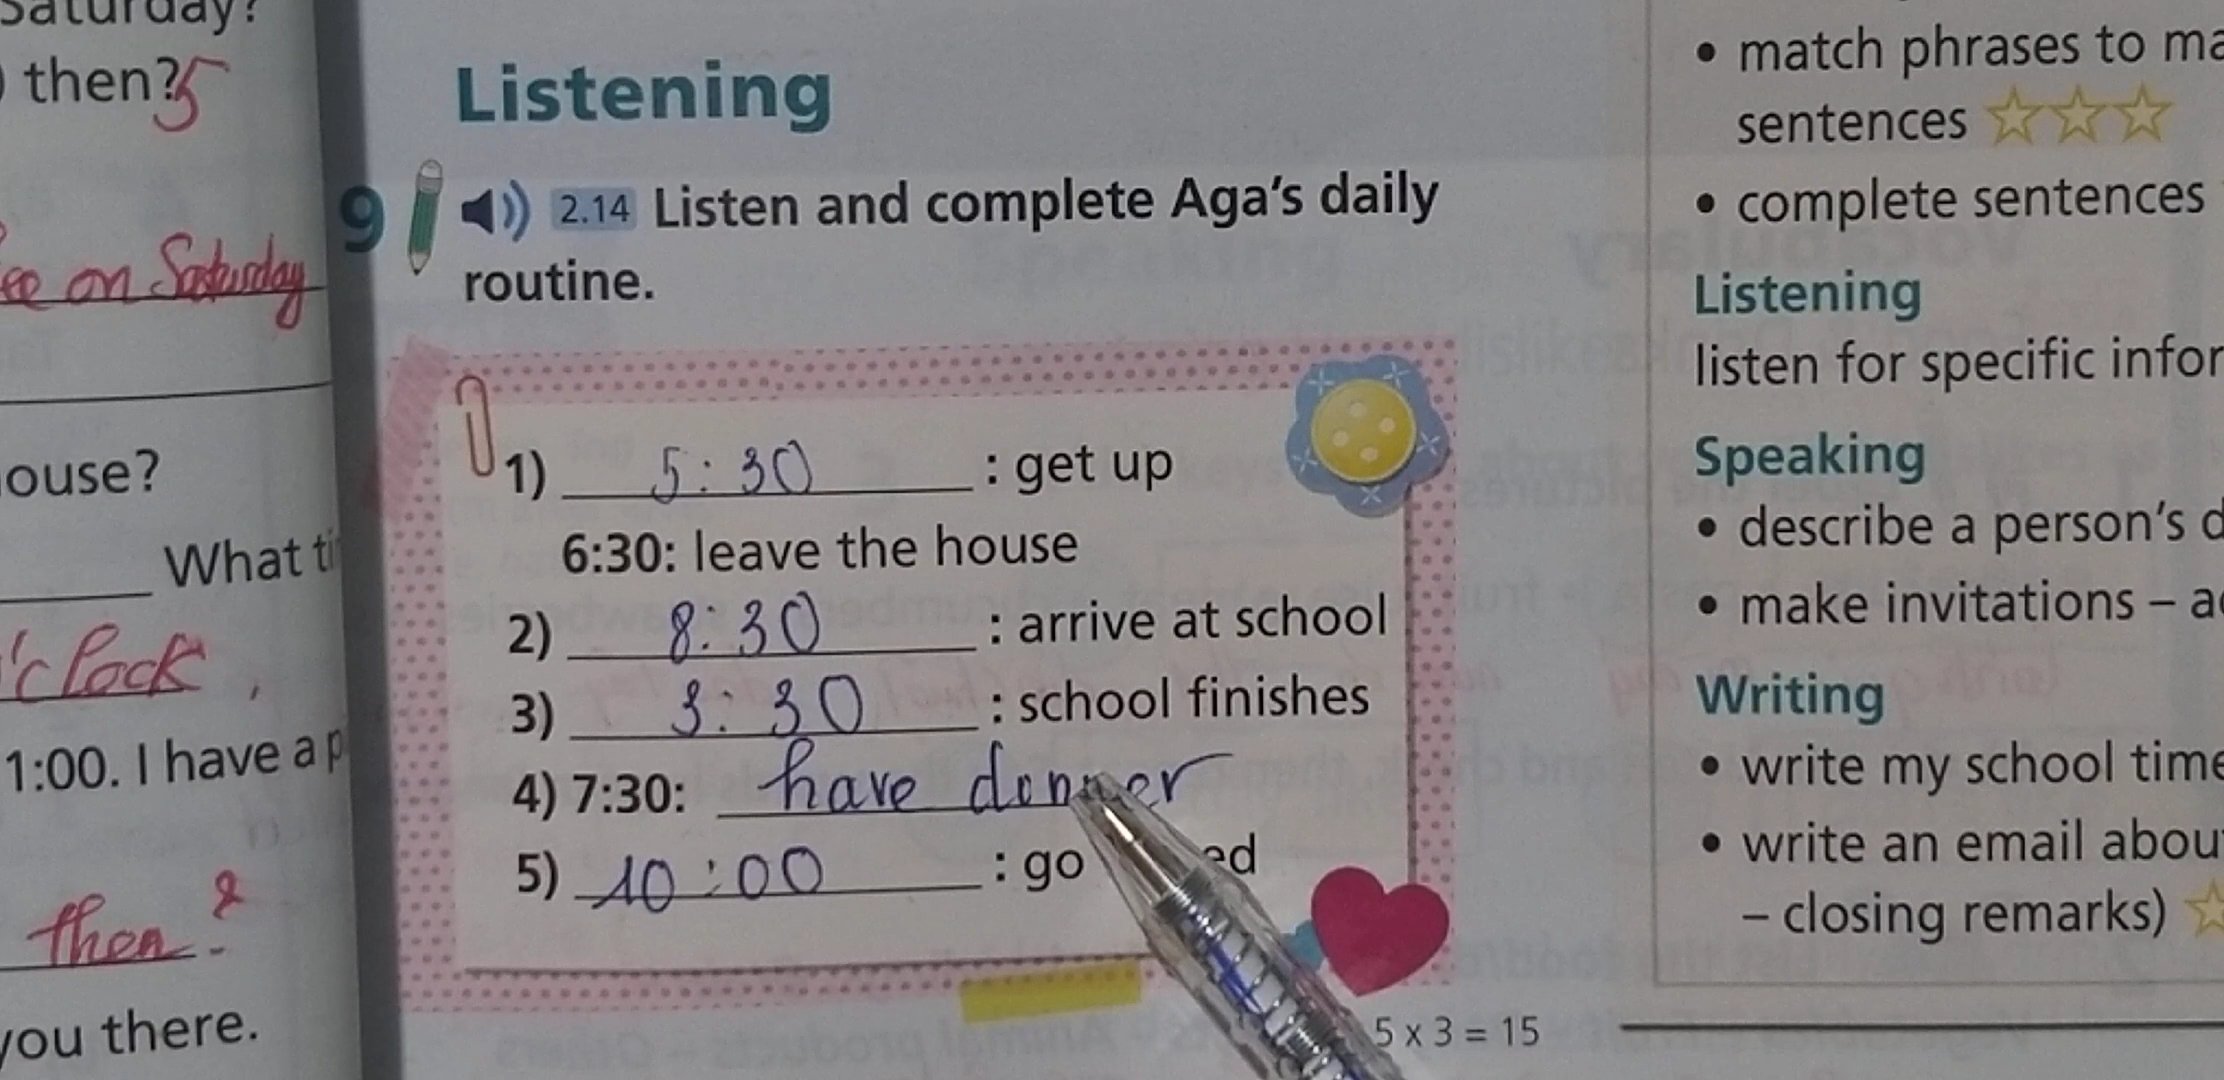 Saturday?
then? 5
on Saturday
ouse?
What ti
'clock.
1:00. I have a p
then?
you there.
Listening
9 2.14 Listen and complete Aga's daily
routine.
1) 5:30 : get up
6:30: leave the house
2) 8:30 : arrive at school
3) 3:30 : school finishes
4) 7:30: have dinner
5) 10:00 : go ed
5 x 3 = 15
• match phrases to ma
sentences
• complete sentences
Listening
listen for specific infor
Speaking
• describe a person's d
• make invitations – a
Writing
• write my school time
• write an email abou
– closing remarks)